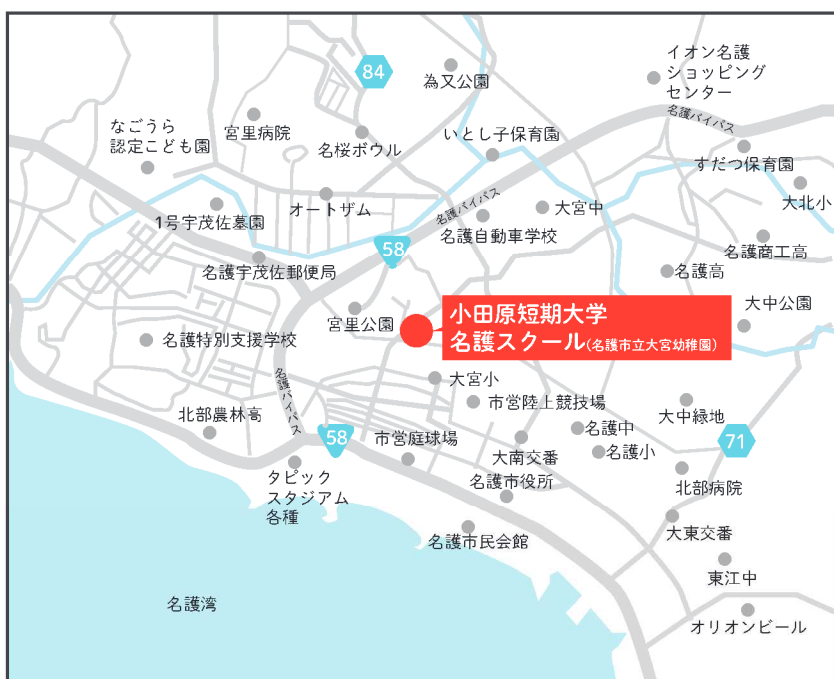 イオン名護
ショッピング
センター
84
為又公園
名護バイパス
なごうら
認定こども園
宮里病院
名桜ボウル
いとし子保育園
すだつ保育園
大北小
オートザム
名護バイパス
1号宇茂佐墓園
大宮中
名護自動車学校
名護商工高
58
名護宇茂佐郵便局
名護高
宮里公園
小田原短期大学
名護スクール(名護市立大宮幼稚園)
大中公園
名護特別支援学校
大宮小
名護バイパス
市営陸上競技場
大中緑地
北部農林高
58
市営庭球場
大南交番
名護中
名護小
71
タピック
スタジアム
各種
名護市役所
北部病院
名護市民会館
大東交番
東江中
名護湾
オリオンビール